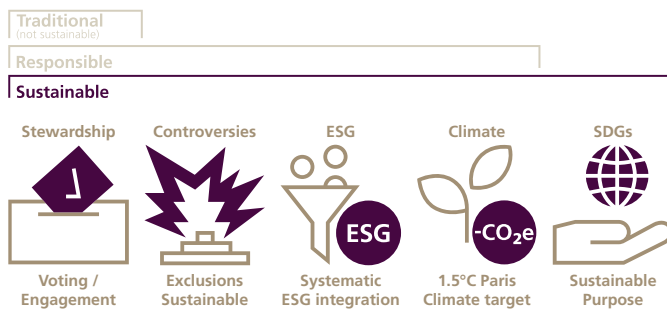 Traditional
(not sustainable)
Responsible
Sustainable
Stewardship
Controversies
ESG
Climate
SDGs
ESG
-CO₂e
Voting /
Engagement
Exclusions
Sustainable
Systematic
ESG integration
1.5°C Paris
Climate target
Sustainable
Purpose